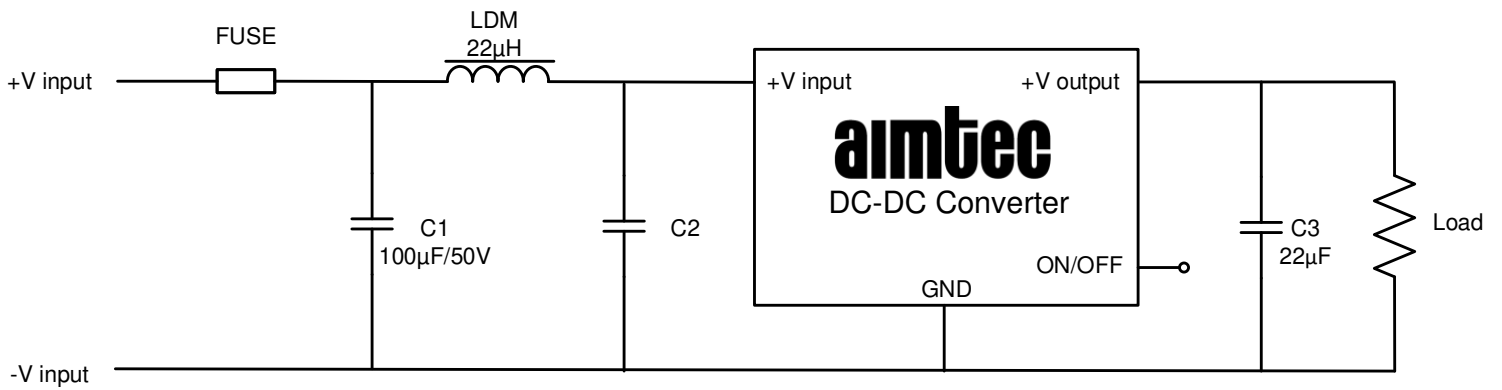 FUSE
LDM
22µH
+V input
+V input
+V output
aimtec
DC-DC Converter
C1
100µF/50V
C2
C3
22µF
Load
ON/OFF
GND
-V input